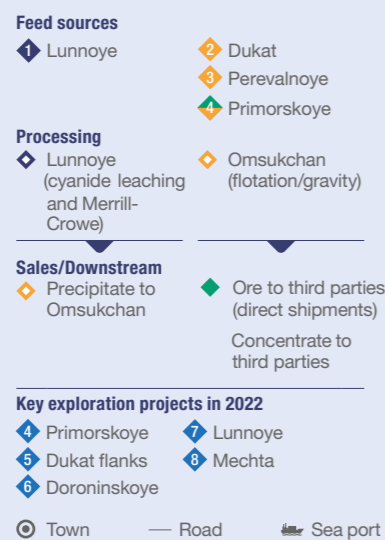 Feed sources
1 Lunnoye
2 Dukat
3 Perevalnoye
4 Primorskoye
Processing
Lunnoye
(cyanide leaching
and Merrill-
Crowe)
Omsukchan
(flotation/gravity)
Sales/Downstream
Precipitate to
Omsukchan
Ore to third parties
(direct shipments)
Concentrate to
third parties
Key exploration projects in 2022
4 Primorskoye
5 Dukat flanks
6 Doroninskoye
7 Lunnoye
8 Mechta
Town
Road
Sea port